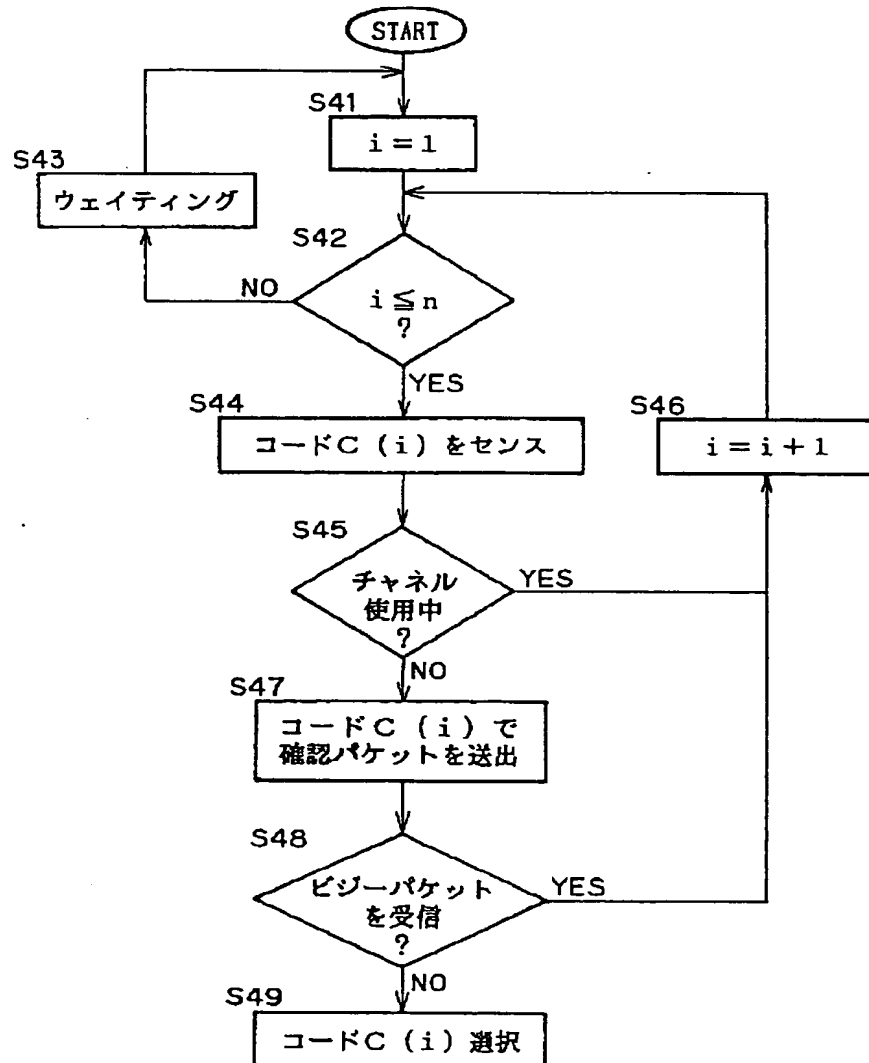 START
S41
i=1
S43
ウェイティング
S42
i≦n
?
NO
YES
S44
コードC（i）をセンス
S46
i=i+1
S45
チャネル
使用中
?
YES
NO
S47
コードC（i）で
確認パケットを送出
S48
ビジーパケット
を受信
?
YES
NO
S49
コードC（i）選択